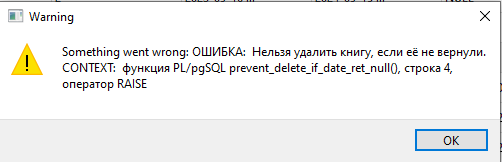 Warning
Something went wrong: ОШИБКА:  Нельзя удалить книгу, если её не вернули.
CONTEXT:  функция PL/pgSQL prevent_delete_if_date_ret_null(), строка 4,
оператор RAISE
OK